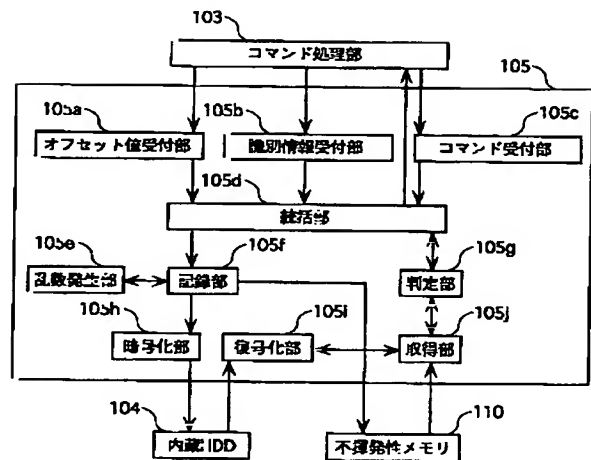 103
コマンド処理部
105
105a
105b
105c
オフセット値受付部
識別情報受付部
コマンド受付部
105d
統括部
105e
105f
105g
乱数発生部
記録部
判定部
105h
105i
105j
暗号化部
復号化部
取得部
104
110
内蔵HDD
不揮発性メモリ